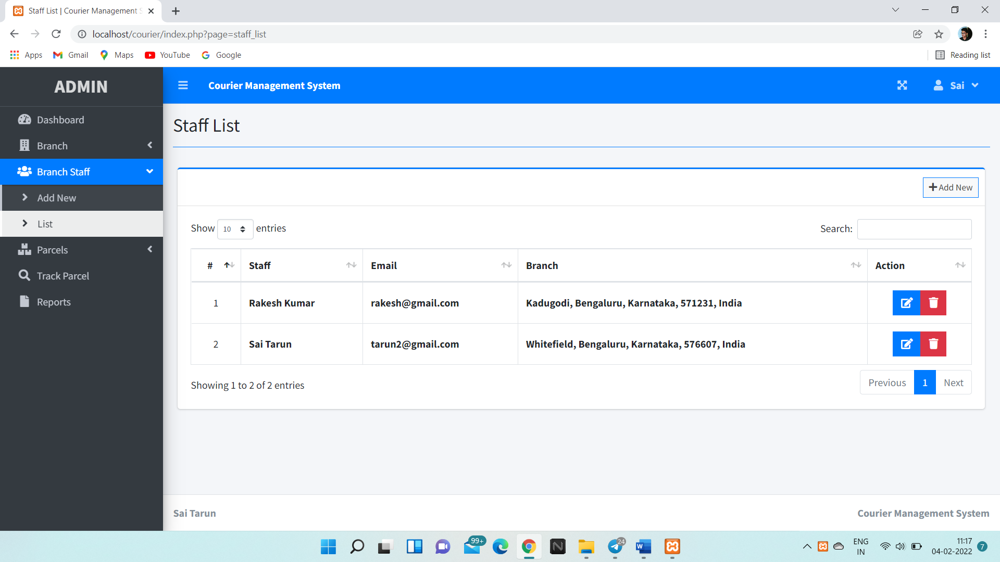 Staff List | Courier Management S
localhost/courier/index.php?page=staff_list
Apps Gmail Maps YouTube Google Reading list
ADMIN
Courier Management System
Sai
Dashboard
Branch
Branch Staff
Add New
List
Parcels
Track Parcel
Reports
Staff List
Add New
Show 10 entries
Search:
# Staff Email Branch Action
1 Rakesh Kumar rakesh@gmail.com Kadugodi, Bengaluru, Karnataka, 571231, India
2 Sai Tarun tarun2@gmail.com Whitefield, Bengaluru, Karnataka, 576607, India
Showing 1 to 2 of 2 entries
Previous 1 Next
Sai Tarun
Courier Management System
99+
N
24
W
ENG
IN
11:17
04-02-2022
7